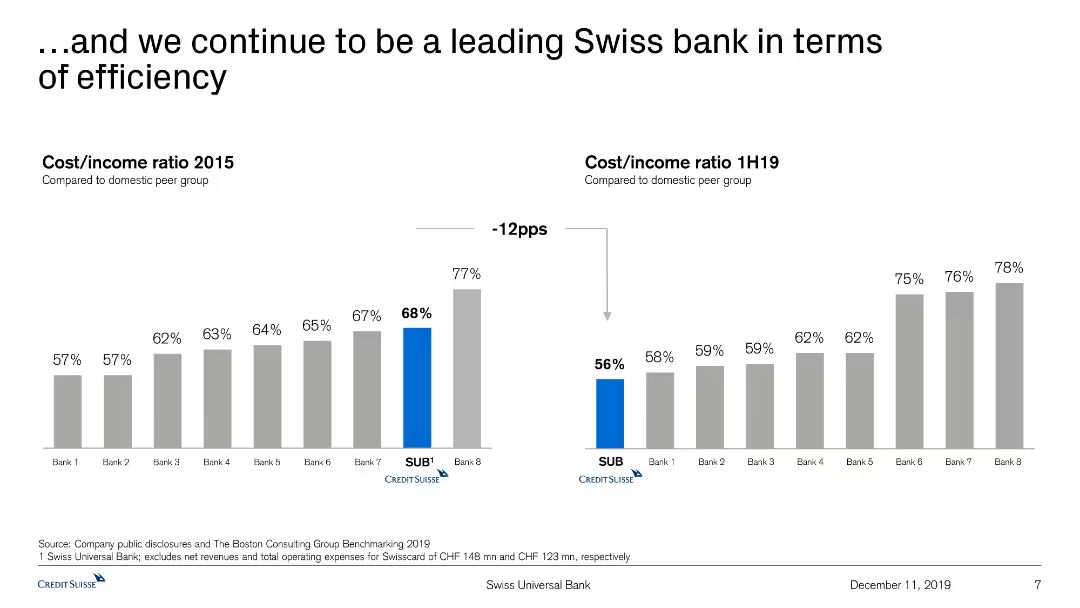 ...and we continue to be a leading Swiss bank in terms
of efficiency
Cost/income ratio 2015
Compared to domestic peer group
57%
57%
62%
63%
64%
65%
67%
68%
77%
Bank 1
Bank 2
Bank 3
Bank 4
Bank 5
Bank 6
Bank 7
SUB¹
Bank 8
CREDIT SUISSE
-12pps
Cost/income ratio 1H19
Compared to domestic peer group
56%
58%
59%
59%
62%
62%
75%
76%
78%
SUB
Bank 1
Bank 2
Bank 3
Bank 4
Bank 5
Bank 6
Bank 7
Bank 8
CREDIT SUISSE
Source: Company public disclosures and The Boston Consulting Group Benchmarking 2019
1 Swiss Universal Bank; excludes net revenues and total operating expenses for Swisscard of CHF 148 mn and CHF 123 mn, respectively
CREDIT SUISSE
Swiss Universal Bank
December 11, 2019
7